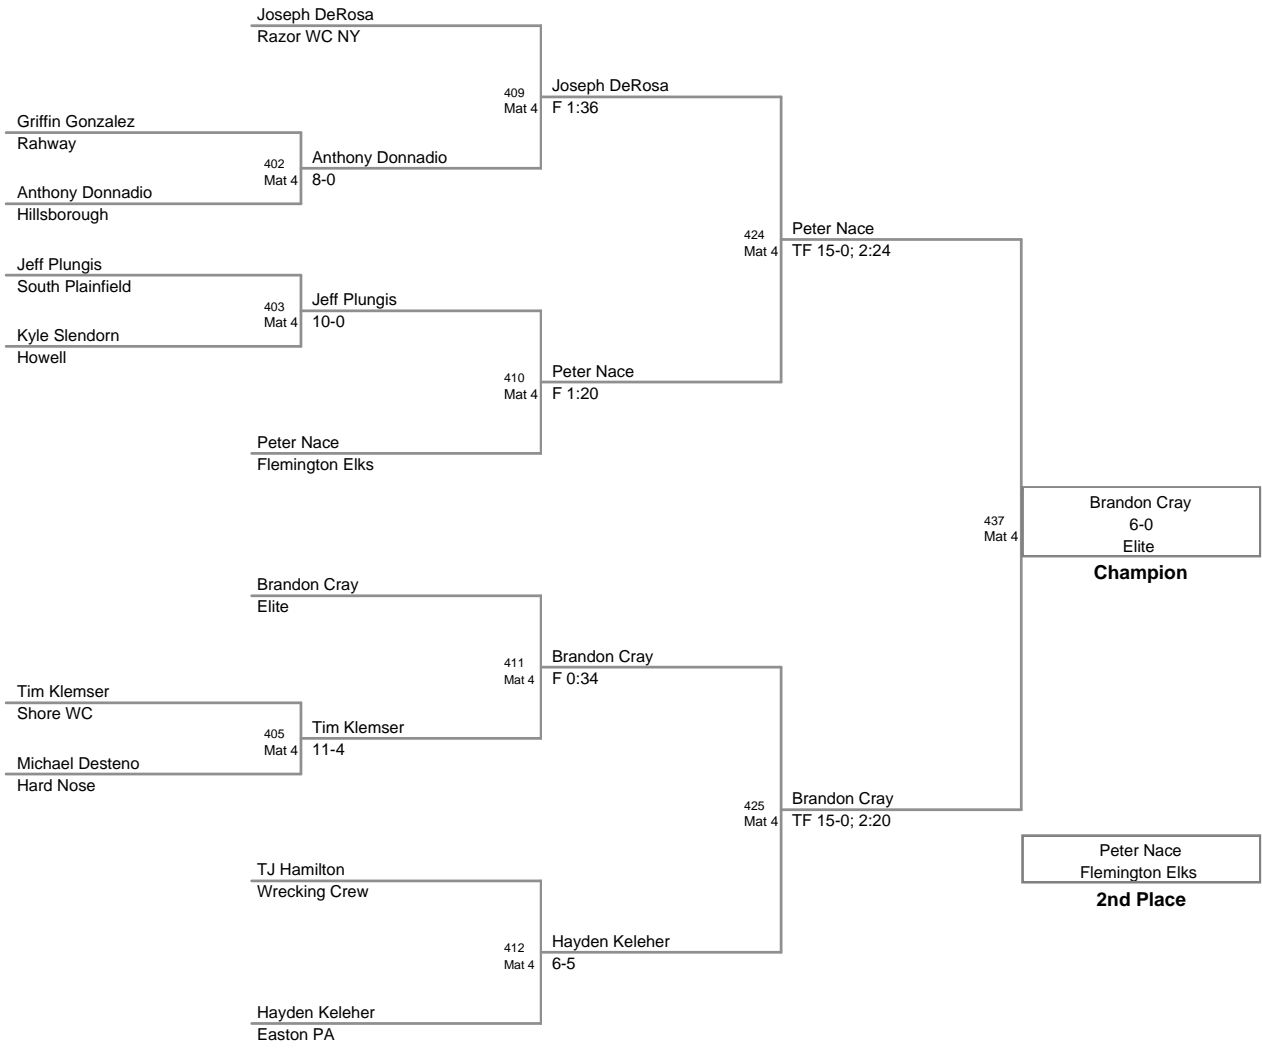 Joseph DeRosa
Razor WC NY
409
Mat 4
Joseph DeRosa
F 1:36
Griffin Gonzalez
Rahway
402
Mat 4
Anthony Donnadio
8-0
Anthony Donnadio
Hillsborough
424
Mat 4
Peter Nace
TF 15-0; 2:24
Jeff Plungis
South Plainfield
403
Mat 4
Jeff Plungis
10-0
Kyle Slendorn
Howell
410
Mat 4
Peter Nace
F 1:20
Peter Nace
Flemington Elks
437
Mat 4
Brandon Cray
6-0
Elite
Champion
Brandon Cray
Elite
411
Mat 4
Brandon Cray
F 0:34
Tim Klemser
Shore WC
405
Mat 4
Tim Klemser
11-4
Michael Desteno
Hard Nose
425
Mat 4
Brandon Cray
TF 15-0; 2:20
Peter Nace
Flemington Elks
2nd Place
TJ Hamilton
Wrecking Crew
412
Mat 4
Hayden Keleher
6-5
Hayden Keleher
Easton PA